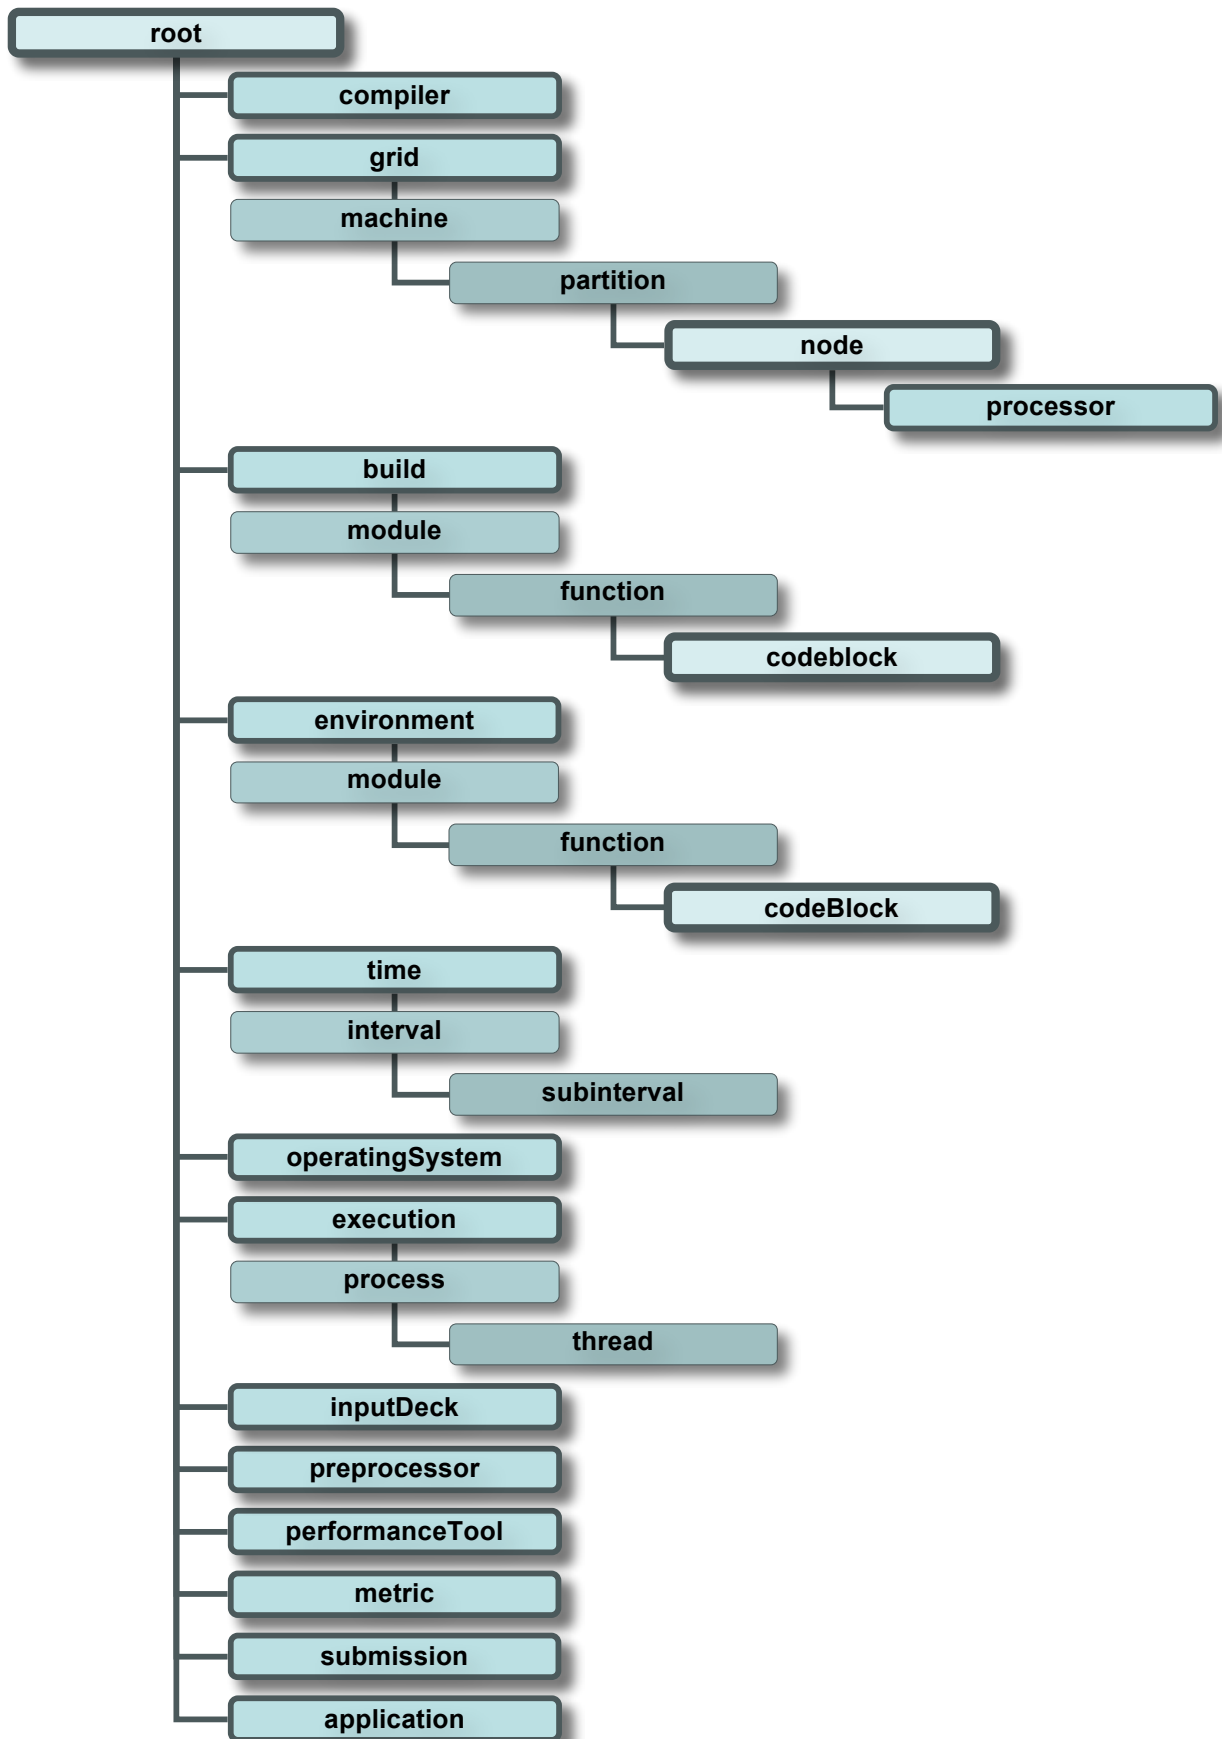 root
compiler
grid
machine
partition
node
processor
build
module
function
codeblock
environment
module
function
codeBlock
time
interval
subinterval
operatingSystem
execution
process
thread
inputDeck
preprocessor
performanceTool
metric
submission
application